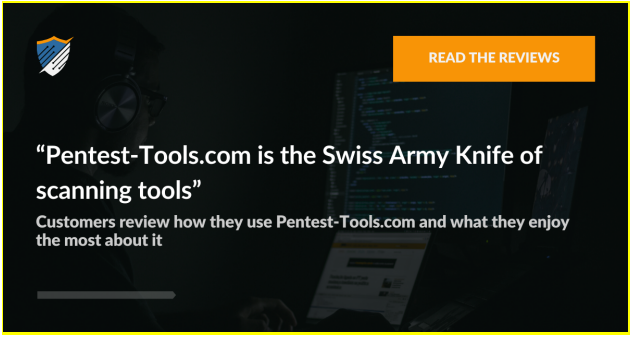 READ THE REVIEWS
“Pentest-Tools.com is the Swiss Army Knife of
scanning tools”
Customers review how they use Pentest-Tools.com and what they enjoy
the most about it